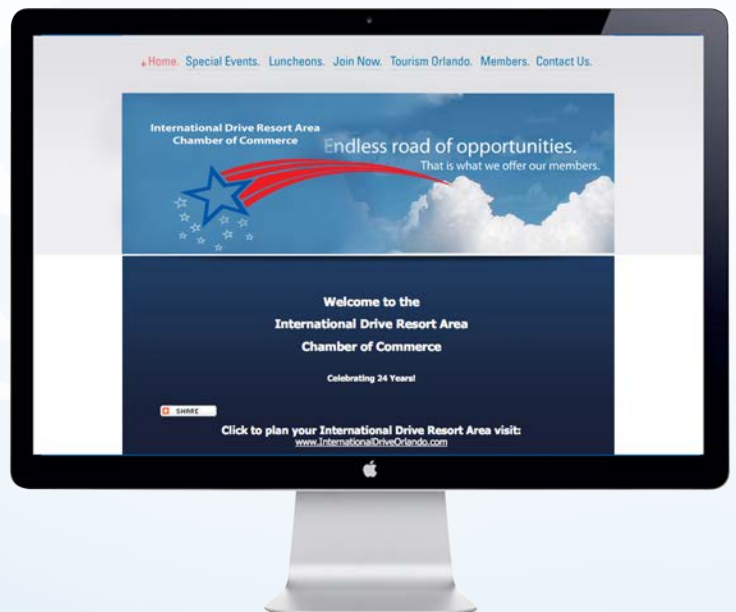 Home. Special Events. Luncheons. Join Now. Tourism Orlando. Members. Contact Us.
International Drive Resort Area
Chamber of Commerce
Endless road of opportunities.
That is what we offer our members.
Welcome to the
International Drive Resort Area
Chamber of Commerce
Celebrating 24 Years!
SHARE
Click to plan your International Drive Resort Area visit:
www.InternationalDriveOrlando.com